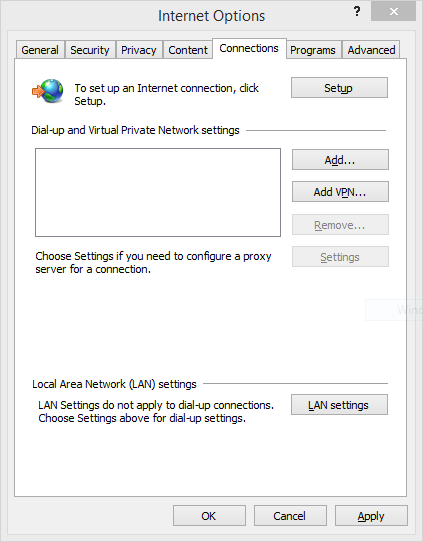 Internet Options
?
General Security Privacy Content Connections Programs Advanced
To set up an Internet connection, click
Setup.
Setup
Dial-up and Virtual Private Network settings
Add...
Add VPN...
Remove...
Choose Settings if you need to configure a proxy
server for a connection.
Settings
Local Area Network (LAN) settings
LAN Settings do not apply to dial-up connections.
Choose Settings above for dial-up settings.
LAN settings
OK Cancel Apply